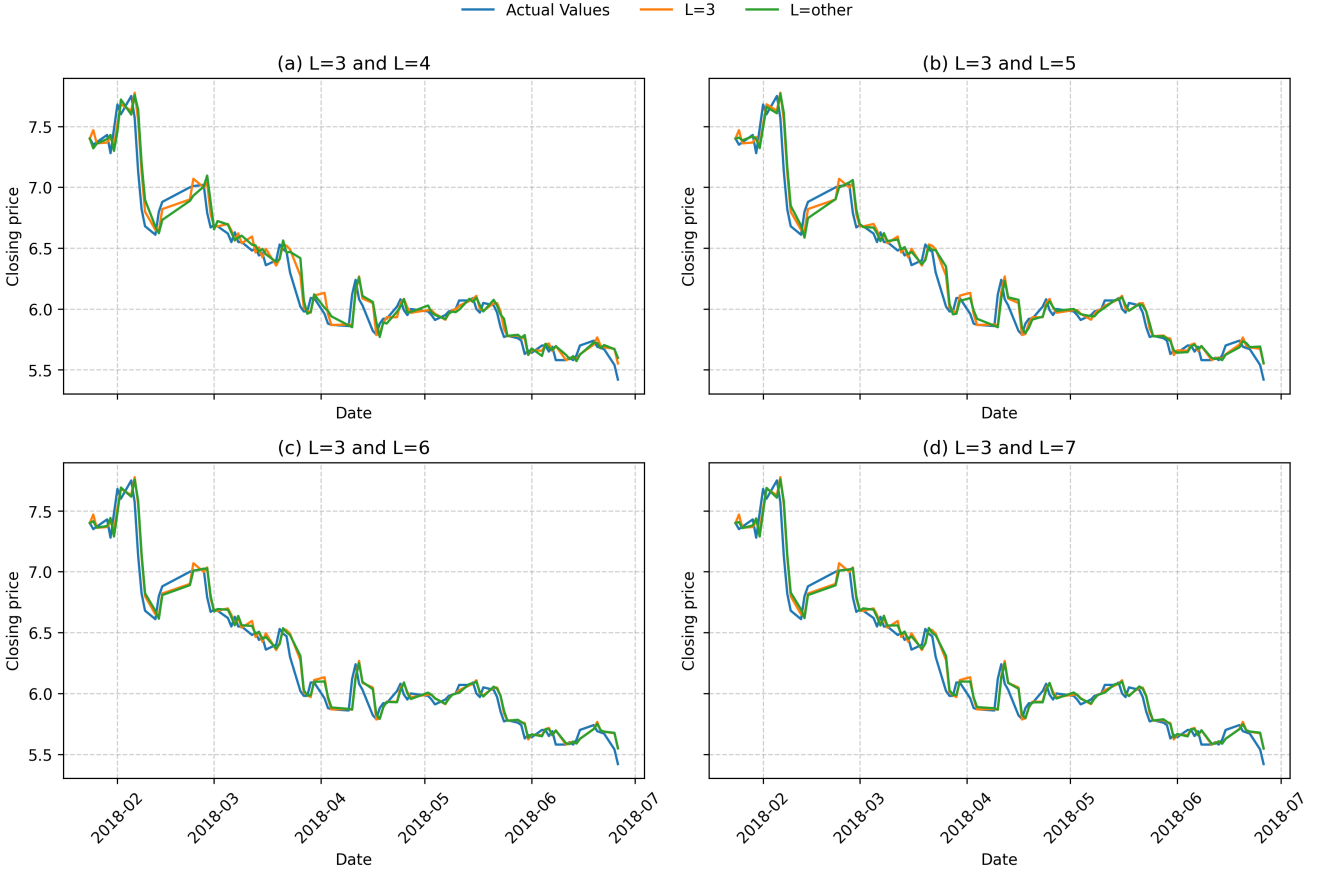 Actual Values L=3 L=other
(a) L=3 and L=4
(b) L=3 and L=5
7.5
7.0
6.5
6.0
5.5
Closing price
Closing price
Date
Date
(c) L=3 and L=6
(d) L=3 and L=7
7.5
7.0
6.5
6.0
5.5
Closing price
Closing price
2018-02 2018-03 2018-04 2018-05 2018-06 2018-07
2018-02 2018-03 2018-04 2018-05 2018-06 2018-07
Date
Date